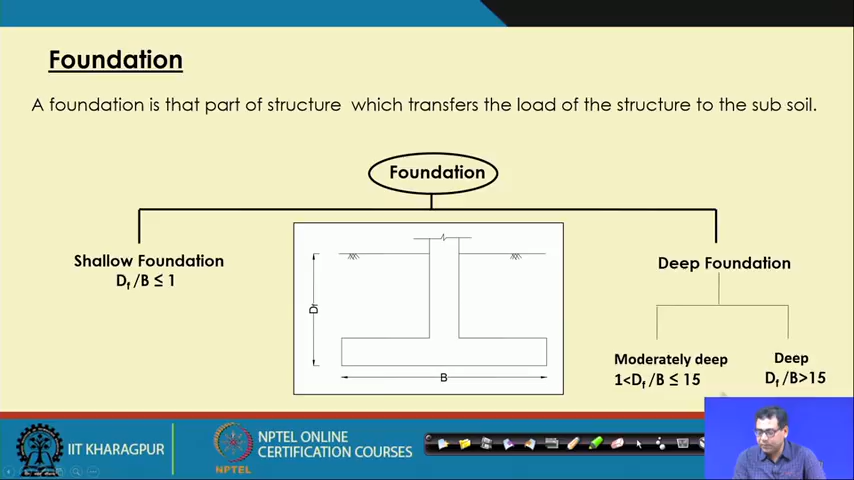 Foundation
A foundation is that part of structure which transfers the load of the structure to the sub soil.
Foundation
Shallow Foundation
Df /B ≤ 1
Df
B
Deep Foundation
Moderately deep
1<Df /B ≤ 15
Deep
Df /B>15
IIT KHARAGPUR
NPTEL
NPTEL ONLINE
CERTIFICATION COURSES